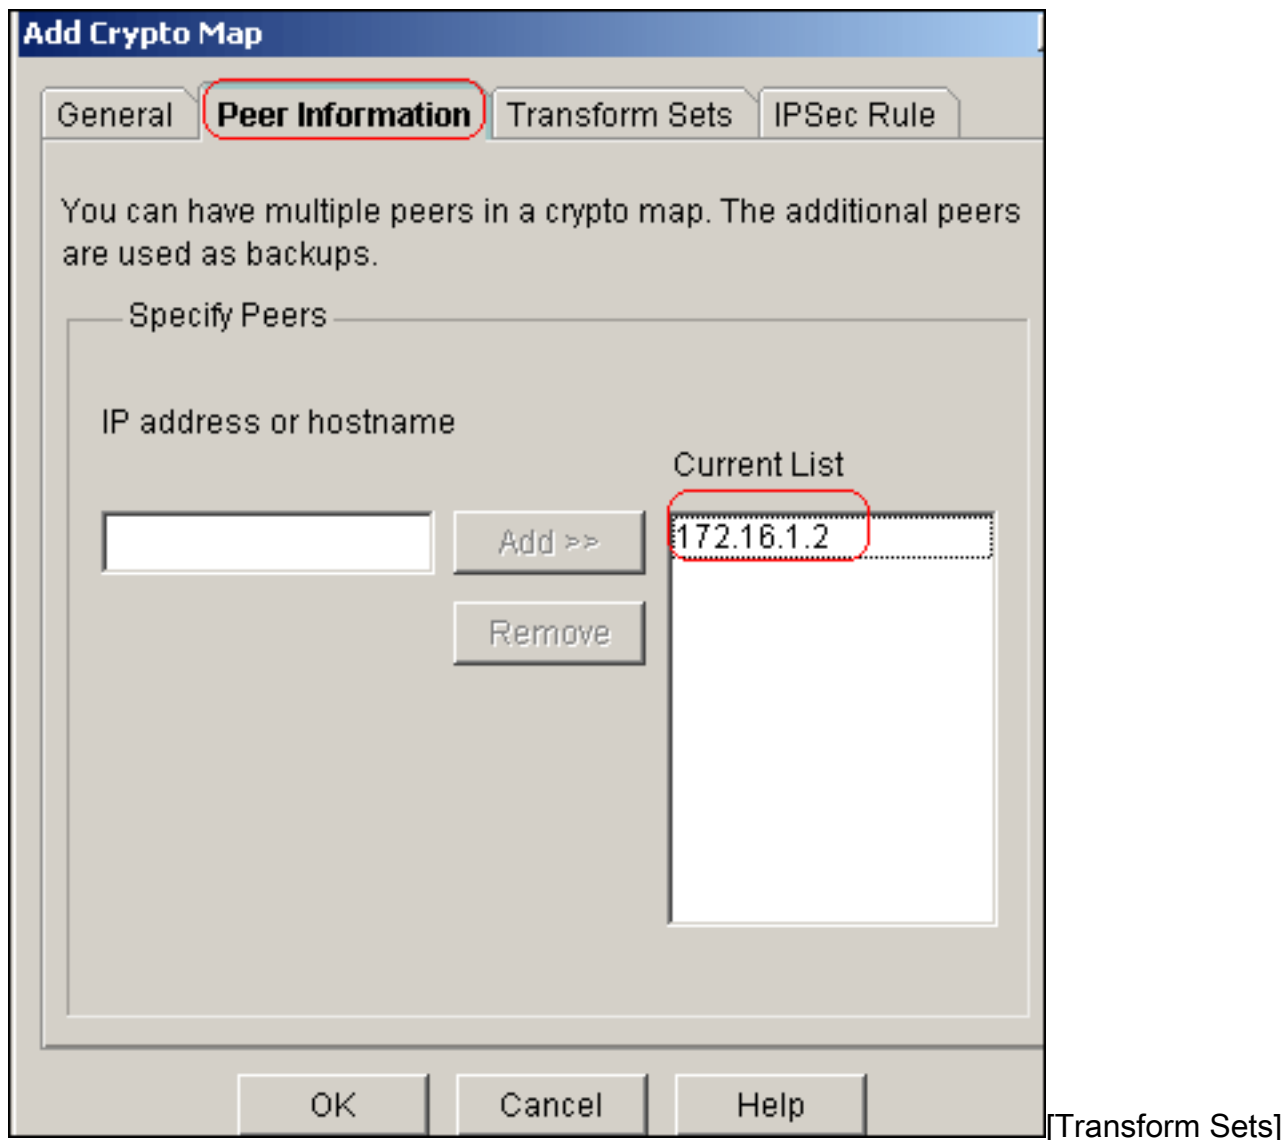 Add Crypto Map
General Peer Information Transform Sets IPSec Rule
You can have multiple peers in a crypto map. The additional peers
are used as backups.
Specify Peers
IP address or hostname
Current List
Add >> 172.16.1.2
Remove
OK Cancel Help
[Transform Sets]